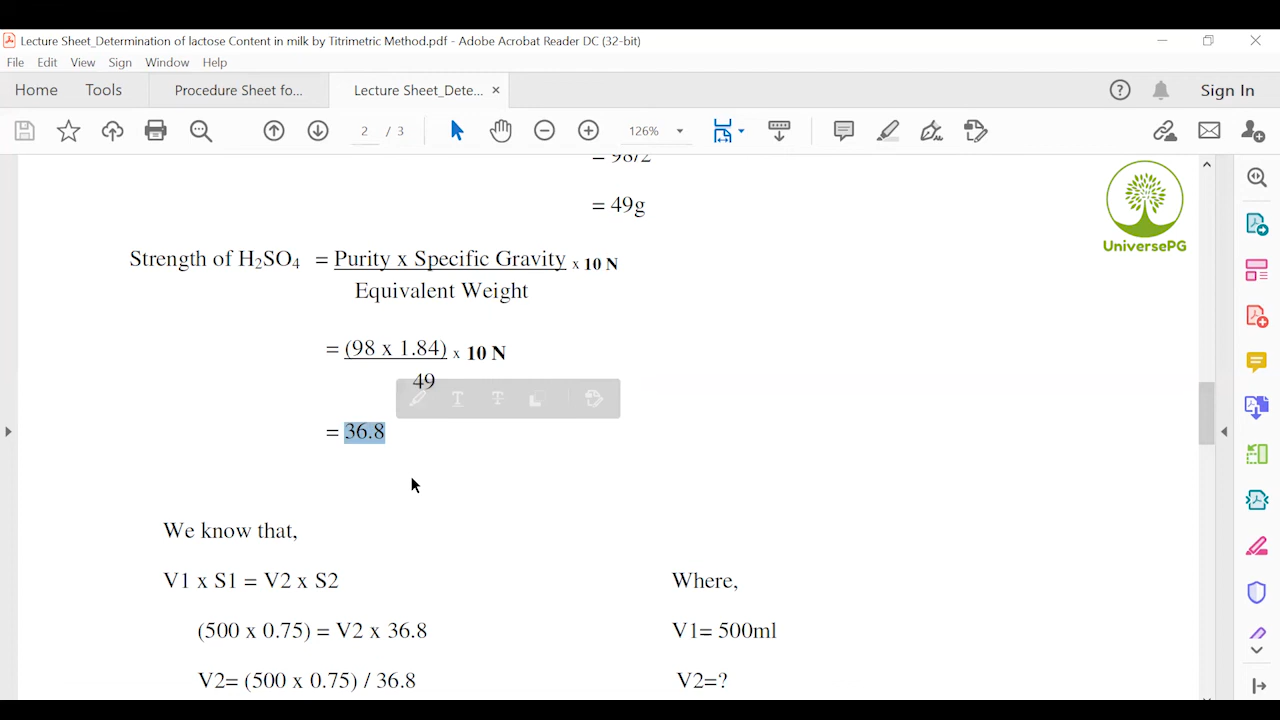 Lecture Sheet_Determination of lactose Content in milk by Titrimetric Method.pdf - Adobe Acrobat Reader DC (32-bit)
File Edit View Sign Window Help
Home Tools Procedure Sheet fo... Lecture Sheet_Dete... × Sign In
2 / 3 126%
= 98/2
= 49g
UniversePG
Strength of H₂SO₄ = Purity x Specific Gravity x 10 N
Equivalent Weight
= (98 x 1.84) x 10 N
49
= 36.8
We know that,
V1 x S1 = V2 x S2 Where,
(500 x 0.75) = V2 x 36.8 V1= 500ml
V2= (500 x 0.75) / 36.8 V2=?